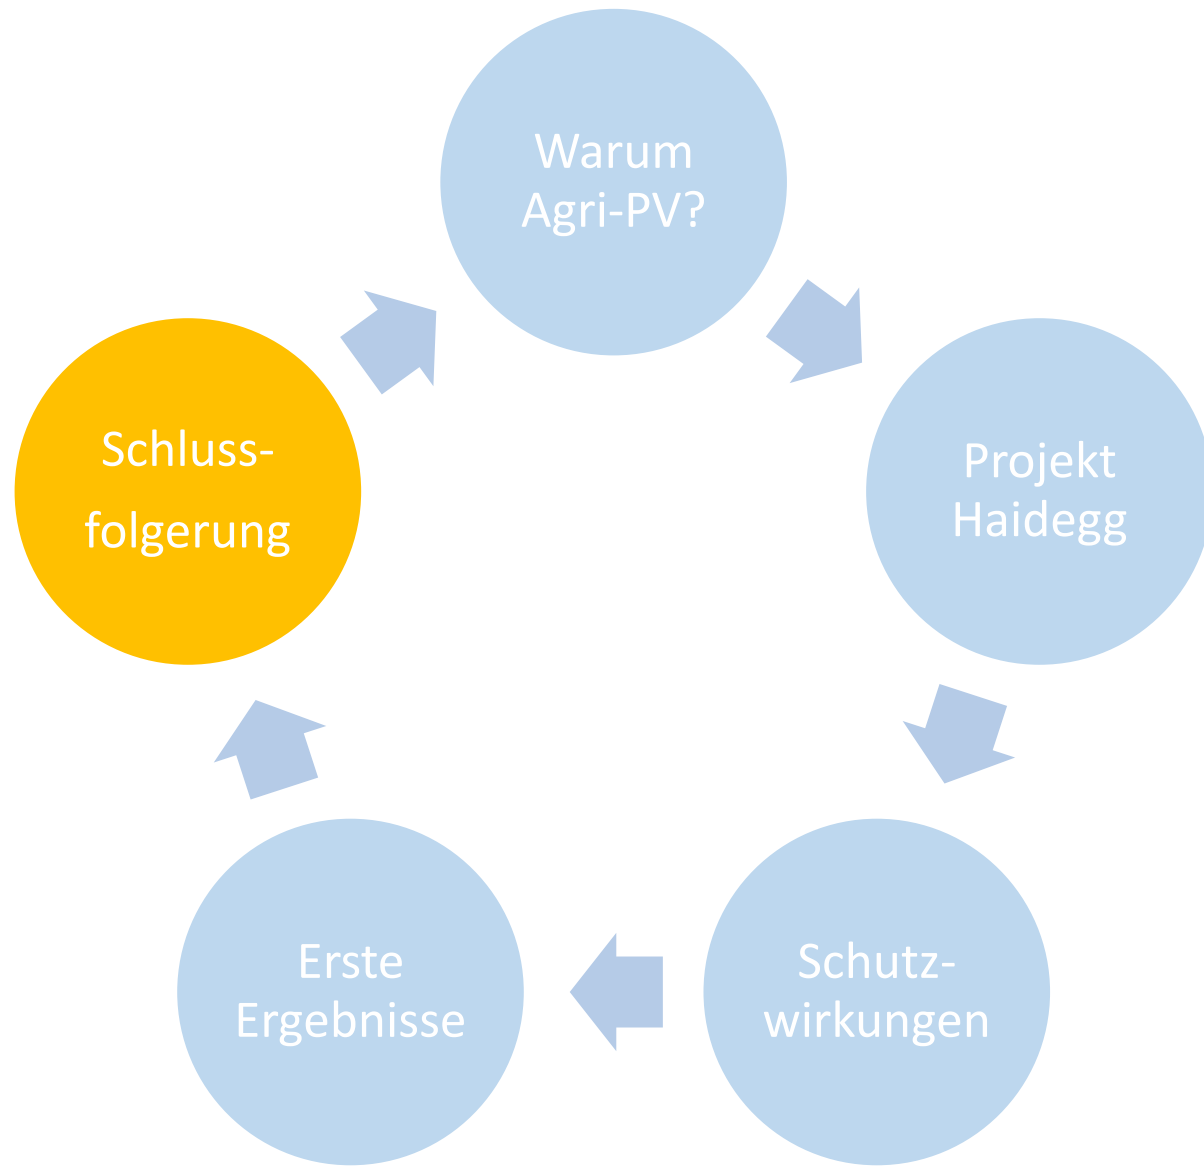 Warum
Agri-PV?
Projekt
Haidegg
Schutz-
wirkungen
Erste
Ergebnisse
Schluss-
folgerung